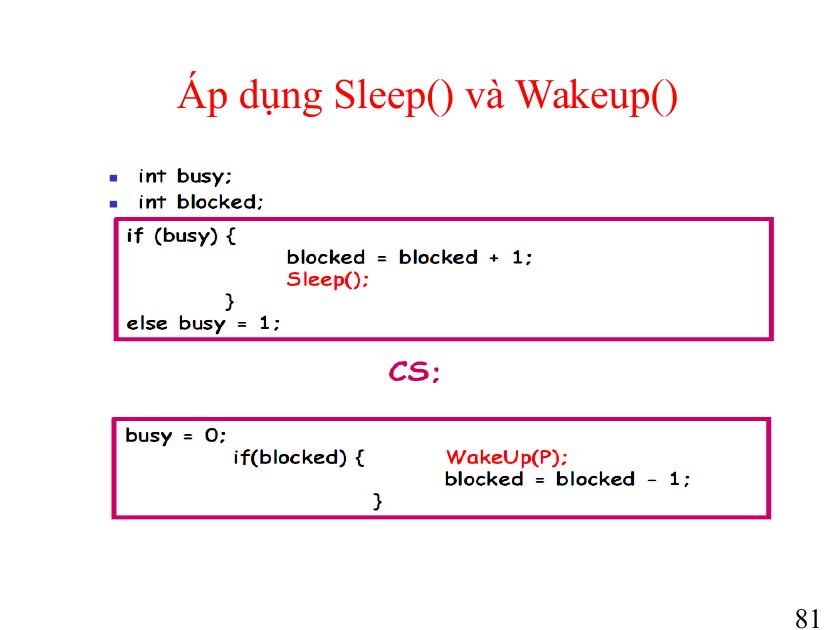 Áp dụng Sleep() và Wakeup()
int busy;
int blocked;
if (busy) {
blocked = blocked + 1;
Sleep();
}
else busy = 1;
CS;
busy = 0;
if(blocked) { WakeUp(P);
blocked = blocked - 1;
}
81